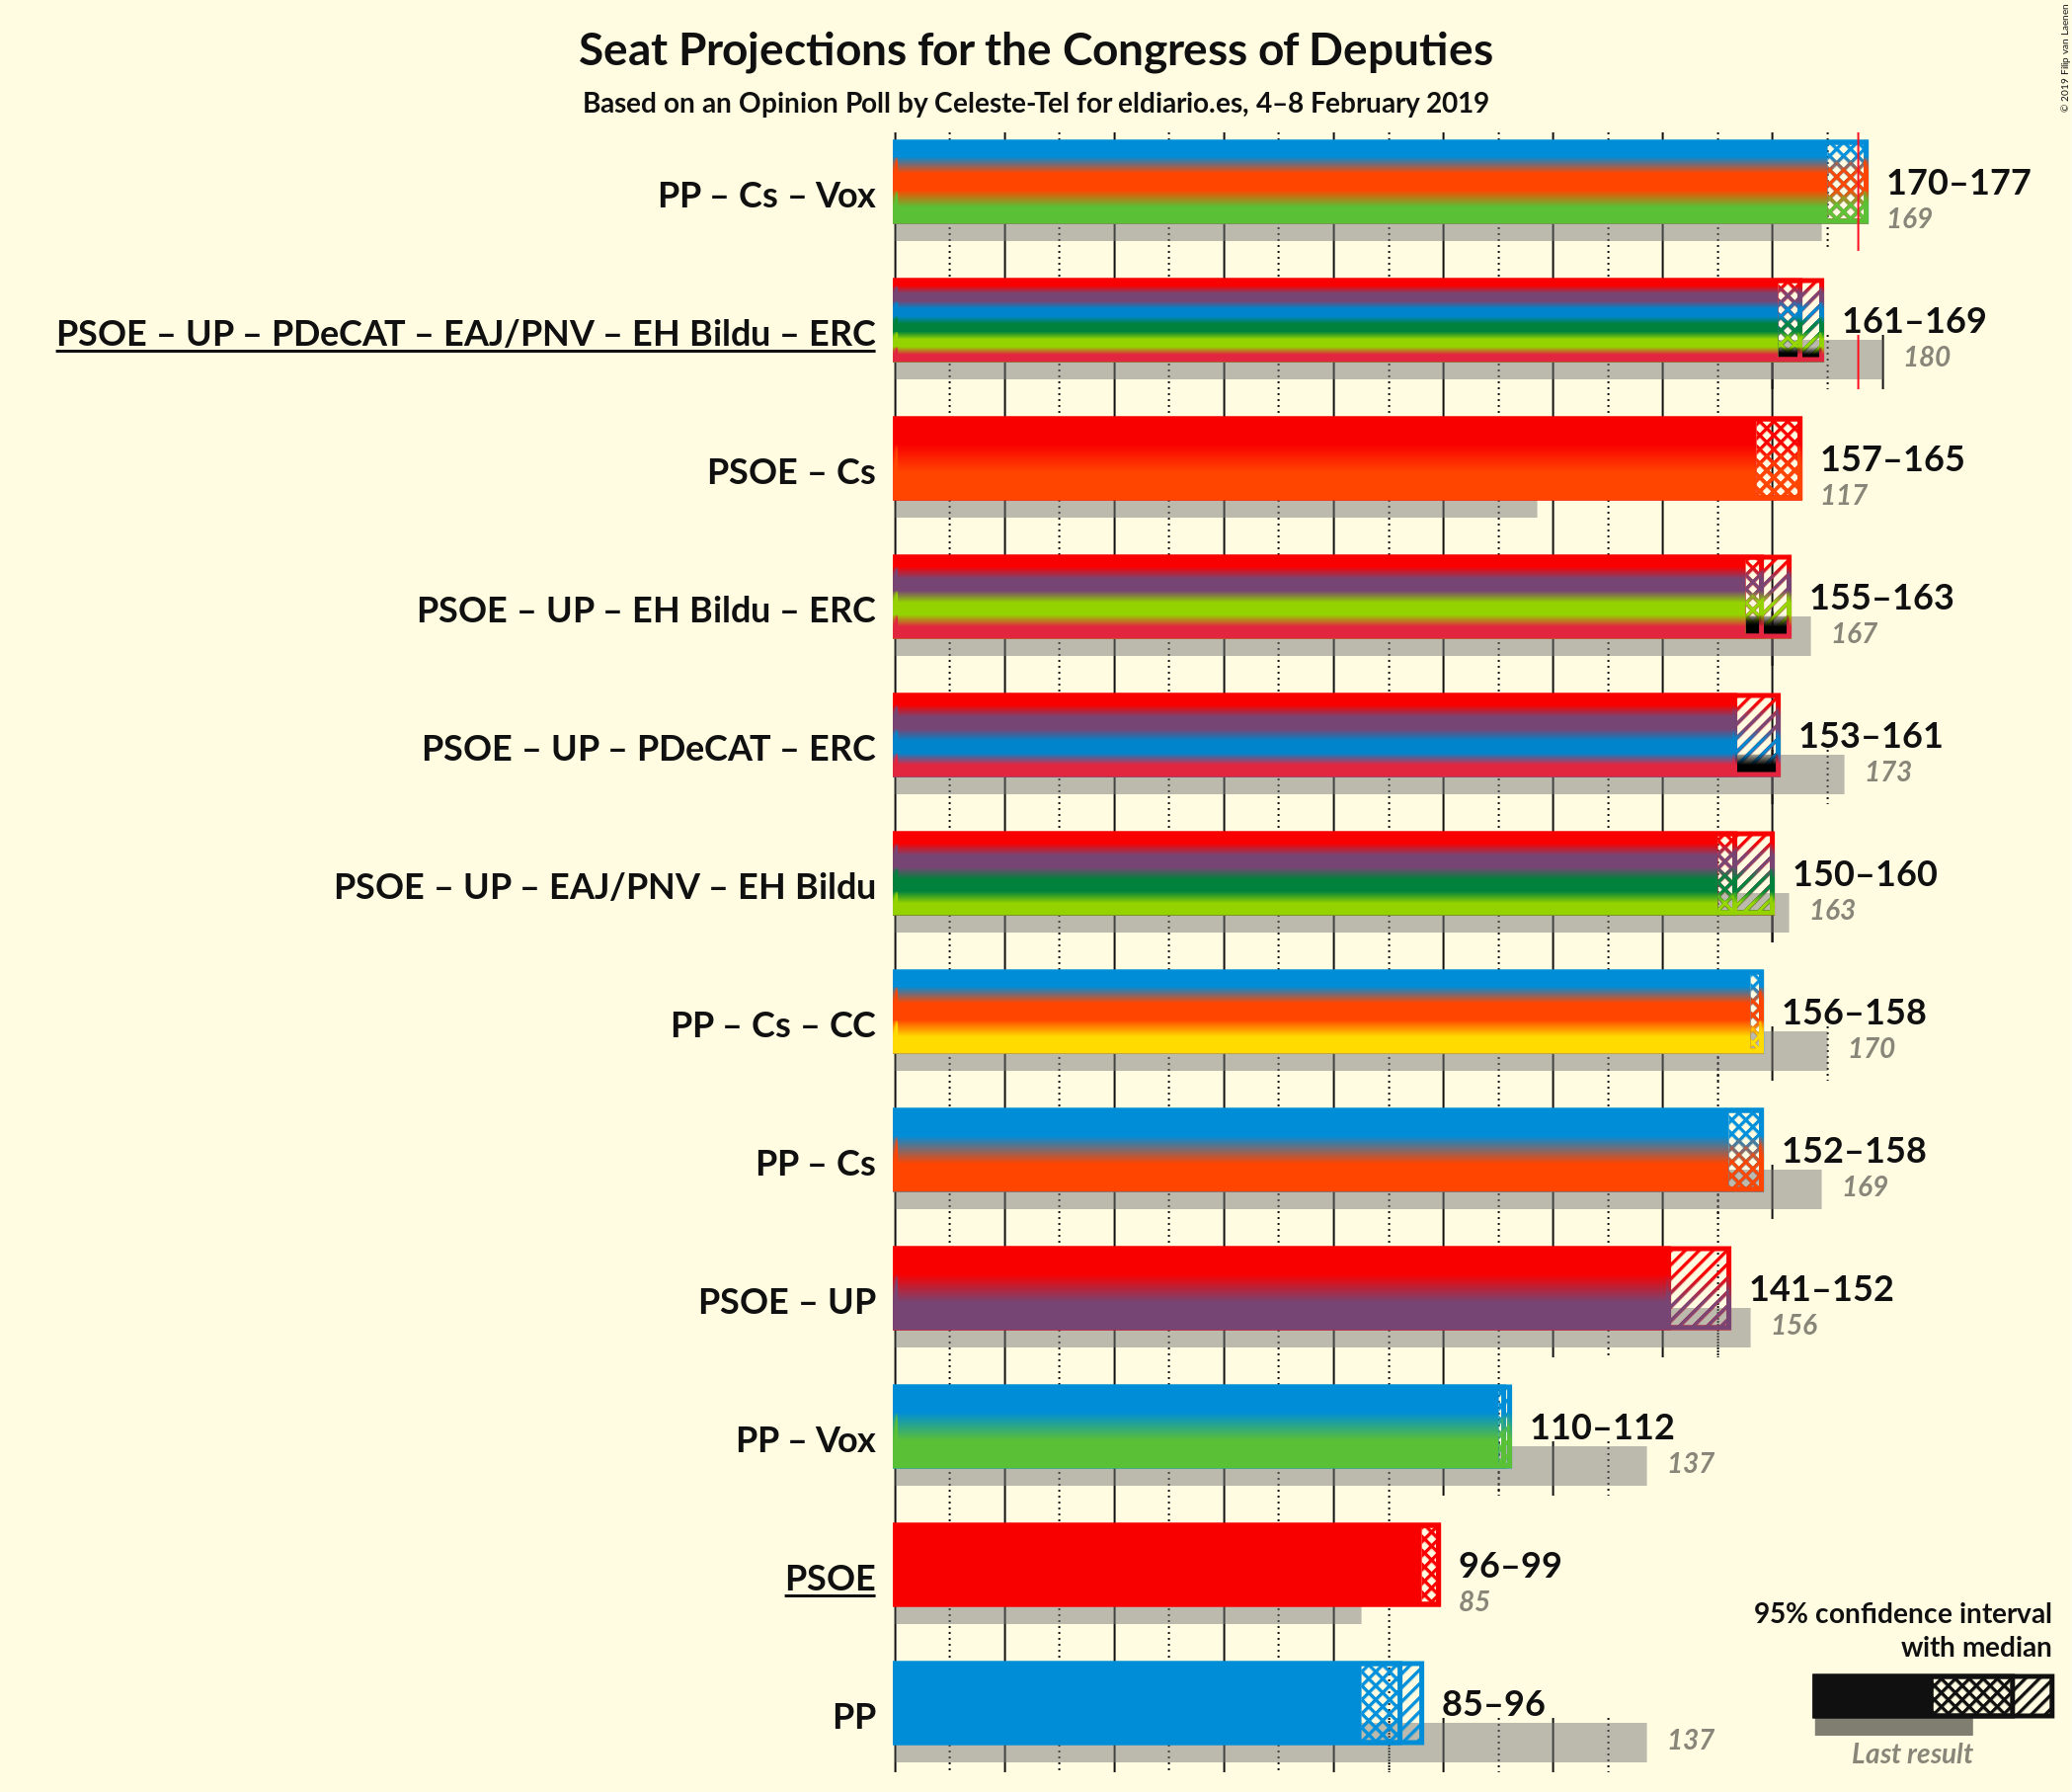 Seat Projections for the Congress of Deputies
Based on an Opinion Poll by Celeste-Tel for eldiario.es, 4–8 February 2019
© 2019 Filip van Laenen
PP – Cs – Vox
170–177
169
PSOE – UP – PDeCAT – EAJ/PNV – EH Bildu – ERC
161–169
180
PSOE – Cs
157–165
117
PSOE – UP – EH Bildu – ERC
155–163
167
PSOE – UP – PDeCAT – ERC
153–161
173
PSOE – UP – EAJ/PNV – EH Bildu
150–160
163
PP – Cs – CC
156–158
170
PP – Cs
152–158
169
PSOE – UP
141–152
156
PP – Vox
110–112
137
PSOE
96–99
85
PP
85–96
137
95% confidence interval
with median
Last result